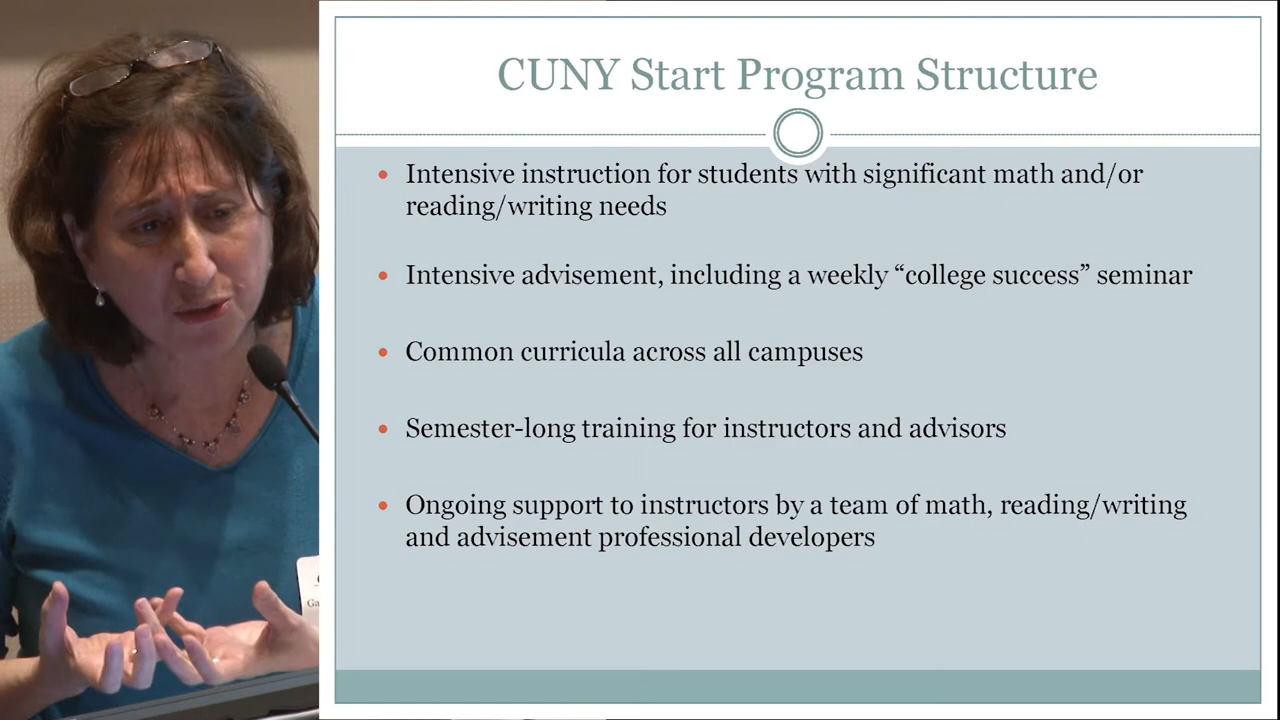 CUNY Start Program Structure
• Intensive instruction for students with significant math and/or
reading/writing needs
• Intensive advisement, including a weekly “college success” seminar
• Common curricula across all campuses
• Semester-long training for instructors and advisors
• Ongoing support to instructors by a team of math, reading/writing
and advisement professional developers